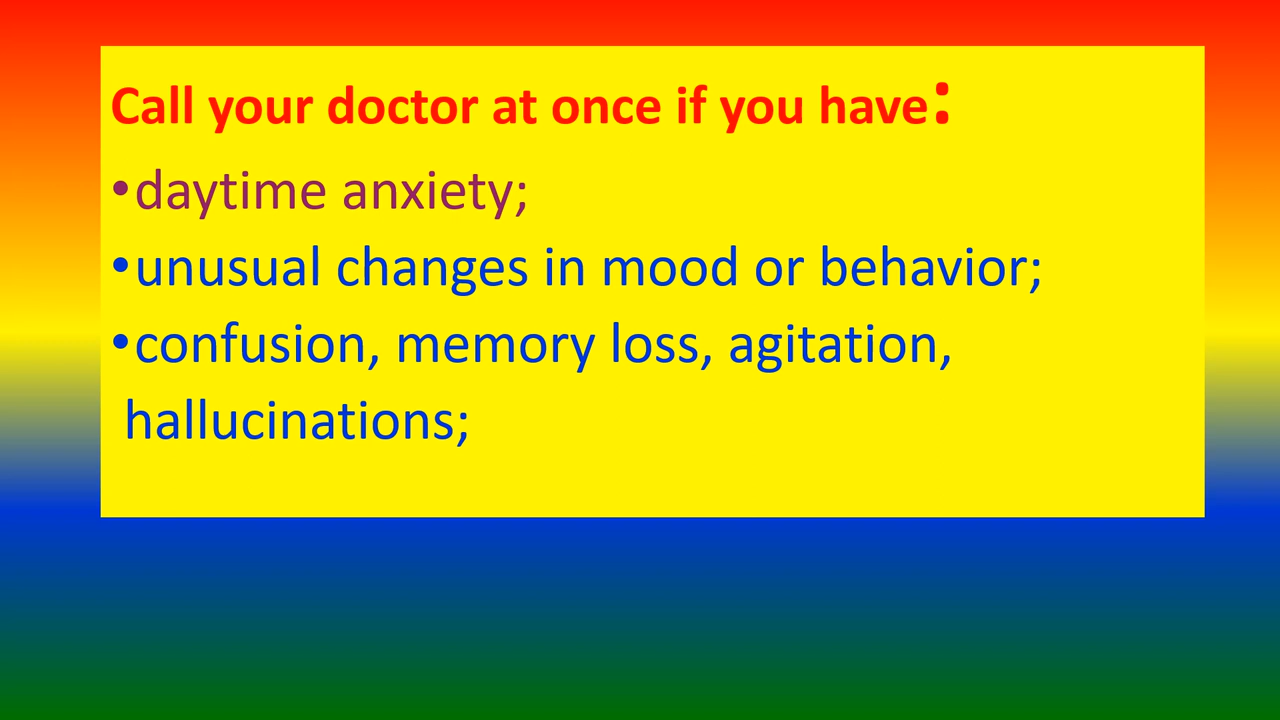 Call your doctor at once if you have:
•daytime anxiety;
•unusual changes in mood or behavior;
•confusion, memory loss, agitation,
hallucinations;